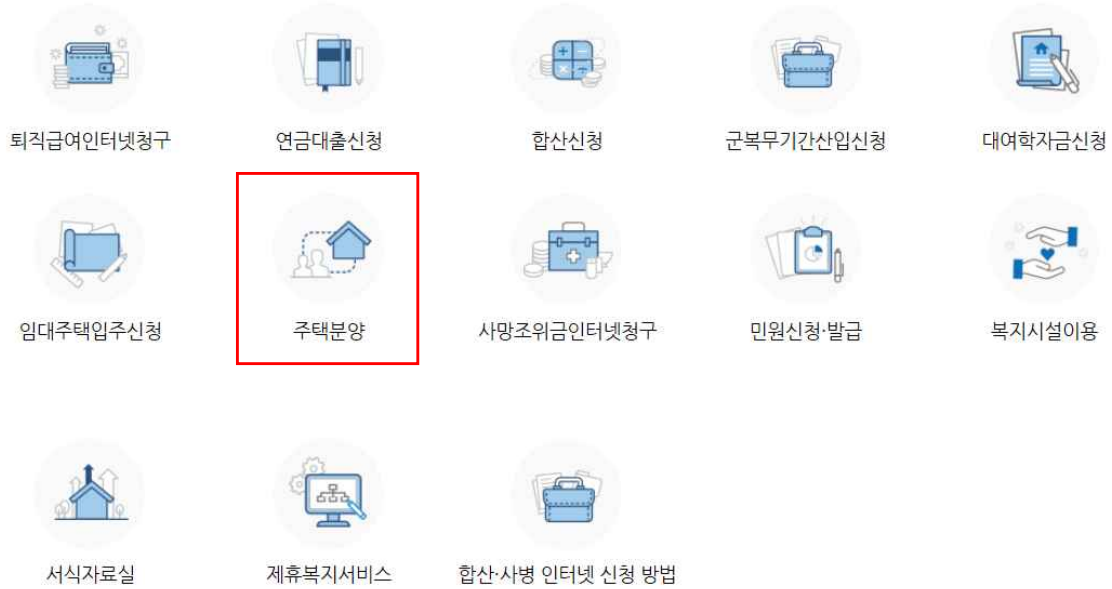 퇴직급여인터넷청구
연금대출신청
합산신청
군복무기간산입신청
대여학자금신청
임대주택입주신청
주택분양
사망조위금인터넷청구
민원신청·발급
복지시설이용
서식자료실
제휴복지서비스
합산·사병 인터넷 신청 방법